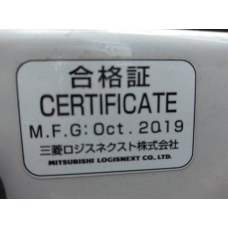 合格証
CERTIFICATE
M.F.G: Oct. 2019
三菱ロジスネクスト株式会社
MITSUBISHI LOGISNEXT CO., LTD.